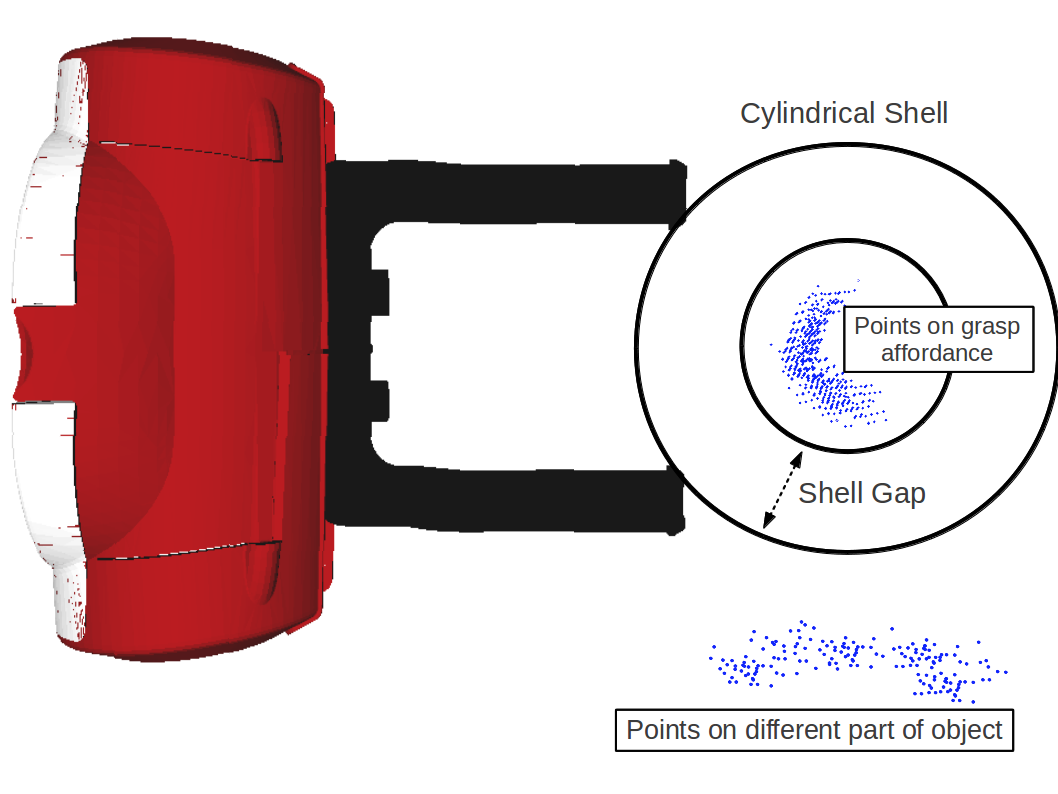 Cylindrical Shell
Points on grasp
affordance
Shell Gap
Points on different part of object